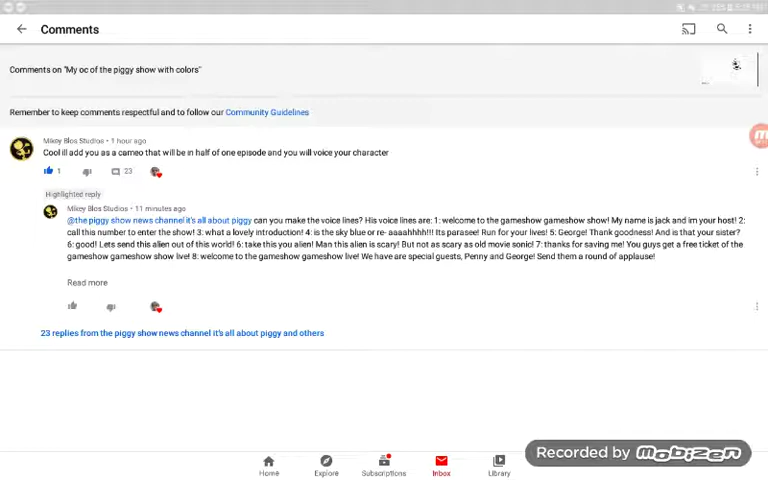 Comments
Comments on "My oc of the piggy show with colors"
Remember to keep comments respectful and to follow our Community Guidelines
Mikey Blos Studios • 1 hour ago
Cool ill add you as a cameo that will be in half of one episode and you will voice your character
1
23
Highlighted reply
Mikey Blos Studios • 11 minutes ago
@the piggy show news channel it's all about piggy can you make the voice lines? His voice lines are: 1: welcome to the gameshow gameshow show! My name is jack and im your host! 2:
call this number to enter the show! 3: what a lovely introduction! 4: is the sky blue or re- aaaahhhh!!! Its parasee! Run for your lives! 5: George! Thank goodness! And is that your sister?
6: good! Lets send this alien out of this world! 6: take this you alien! Man this alien is scary! But not as scary as old movie sonic! 7: thanks for saving me! You guys get a free ticket of the
gameshow gameshow show live! 8: welcome to the gameshow gameshow live! We have are special guests, Penny and George! Send them a round of applause!
Read more
23 replies from the piggy show news channel it's all about piggy and others
Home
Explore
Subscriptions
Inbox
Library
Recorded by mobizen